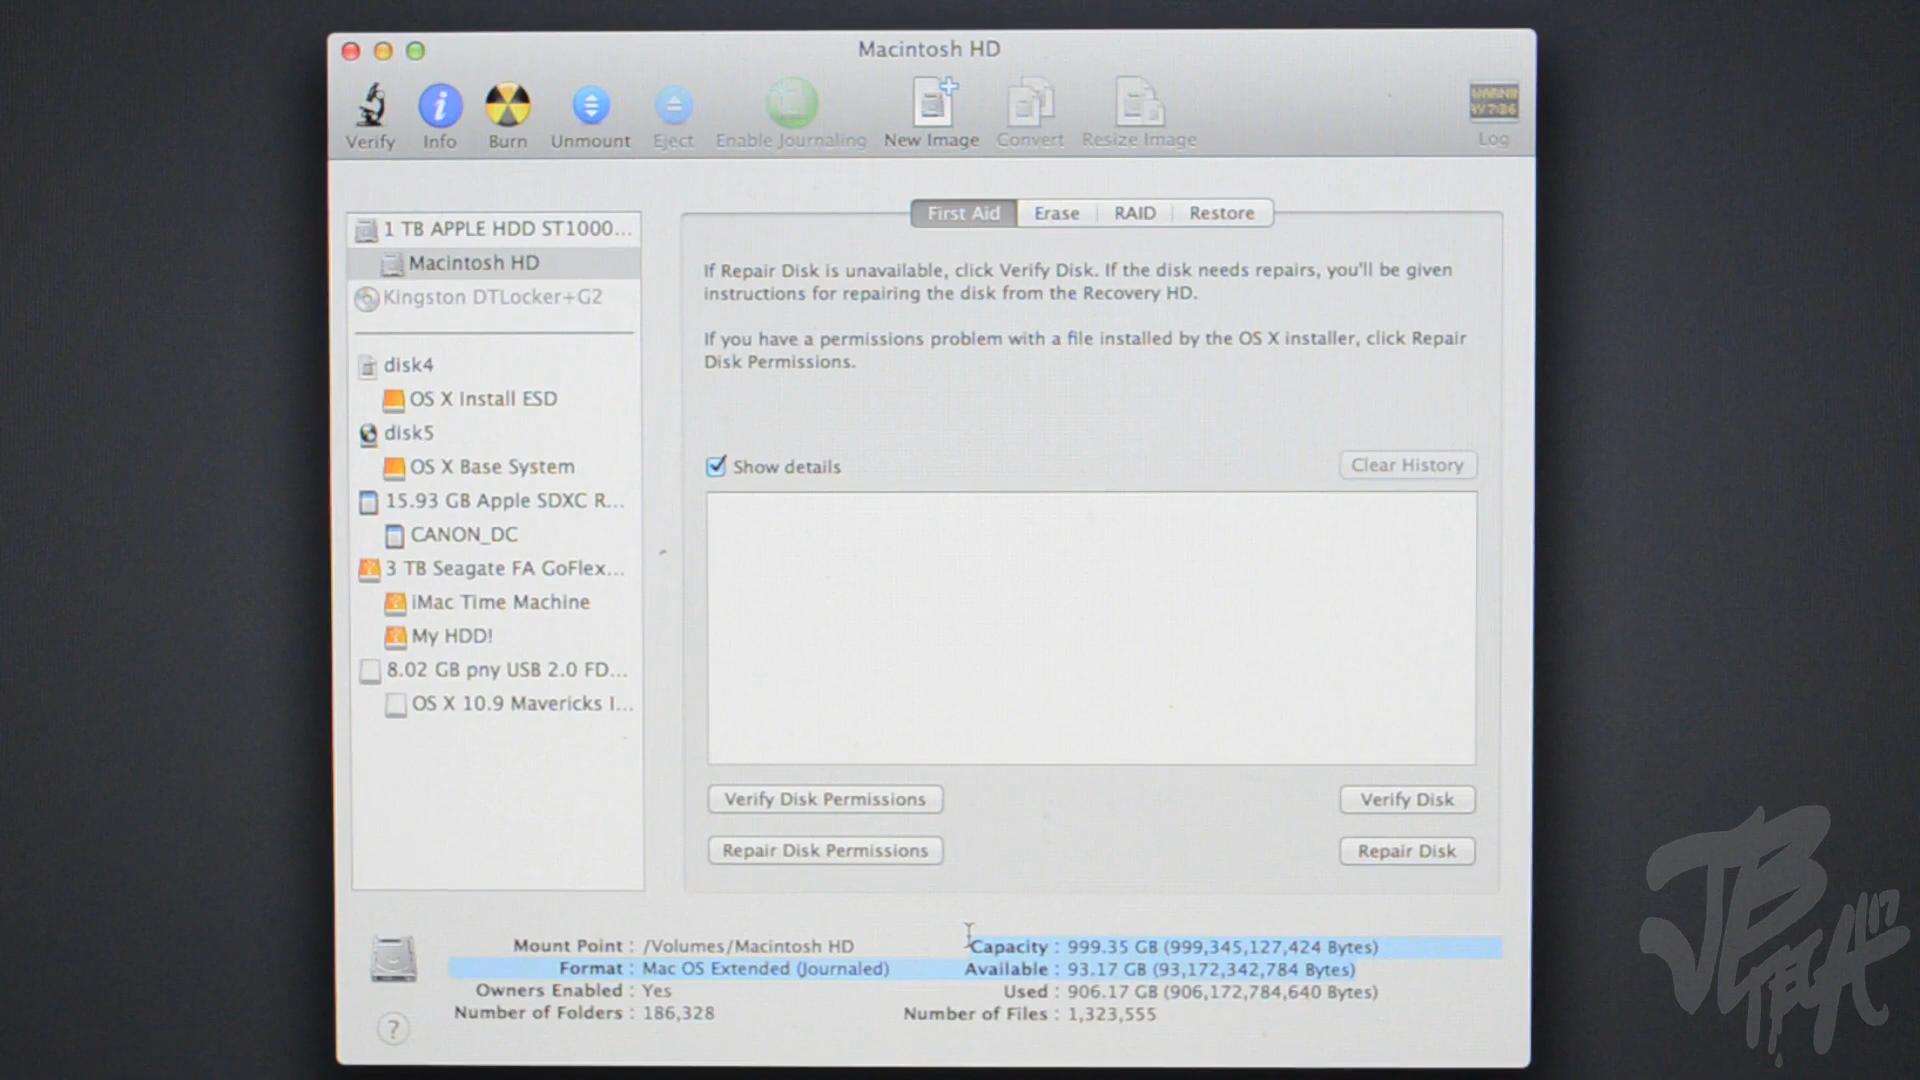 Macintosh HD
Verify
Info
Burn
Unmount
Eject
Enable Journaling
New Image
Convert
Resize Image
WARNIN
Log
1 TB APPLE HDD ST1000...
Macintosh HD
Kingston DTLocker+G2
disk4
OS X Install ESD
disk5
OS X Base System
15.93 GB Apple SDXC R...
CANON_DC
3 TB Seagate FA GoFlex...
iMac Time Machine
My HDD!
8.02 GB pny USB 2.0 FD...
OS X 10.9 Mavericks I...
First Aid
Erase
RAID
Restore
If Repair Disk is unavailable, click Verify Disk. If the disk needs repairs, you'll be given
instructions for repairing the disk from the Recovery HD.
If you have a permissions problem with a file installed by the OS X installer, click Repair
Disk Permissions.
Show details
Clear History
Verify Disk Permissions
Verify Disk
Repair Disk Permissions
Repair Disk
Mount Point : /Volumes/Macintosh HD
Format : Mac OS Extended (Journaled)
Owners Enabled : Yes
Number of Folders : 186,328
Capacity : 999.35 GB (999,345,127,424 Bytes)
Available : 93.17 GB (93,172,342,784 Bytes)
Used : 906.17 GB (906,172,784,640 Bytes)
Number of Files : 1,323,555
?